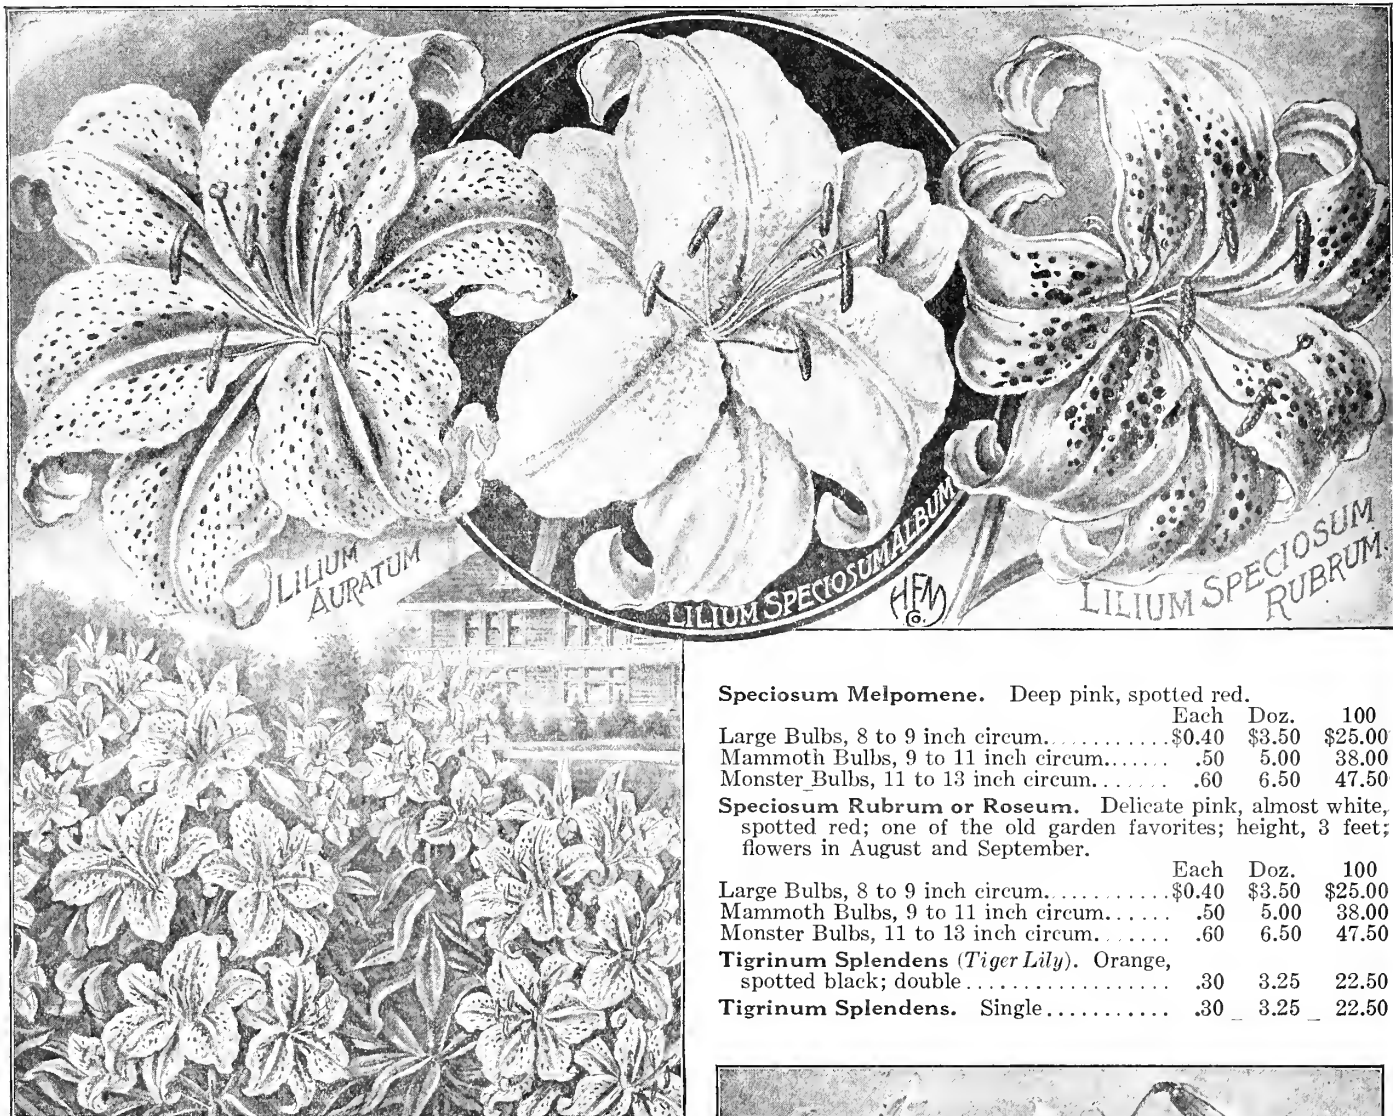 LILIUM
AURATUM
LILIUM SPECIOSUM ALBUM
HFM
Co.
LILIUM SPECIOSUM
RUBRUM.
Speciosum Melpomene. Deep pink, spotted red.
Each Doz. 100
Large Bulbs, 8 to 9 inch circum............$0.40 $3.50 $25.00
Mammoth Bulbs, 9 to 11 inch circum....... .50 5.00 38.00
Monster Bulbs, 11 to 13 inch circum........ .60 6.50 47.50
Speciosum Rubrum or Roseum. Delicate pink, almost white,
spotted red; one of the old garden favorites; height, 3 feet;
flowers in August and September.
Each Doz. 100
Large Bulbs, 8 to 9 inch circum............$0.40 $3.50 $25.00
Mammoth Bulbs, 9 to 11 inch circum....... .50 5.00 38.00
Monster Bulbs, 11 to 13 inch circum........ .60 6.50 47.50
Tigrinum Splendens (Tiger Lily). Orange,
spotted black; double.................. .30 3.25 22.50
Tigrinum Splendens. Single........... .30 3.25 22.50